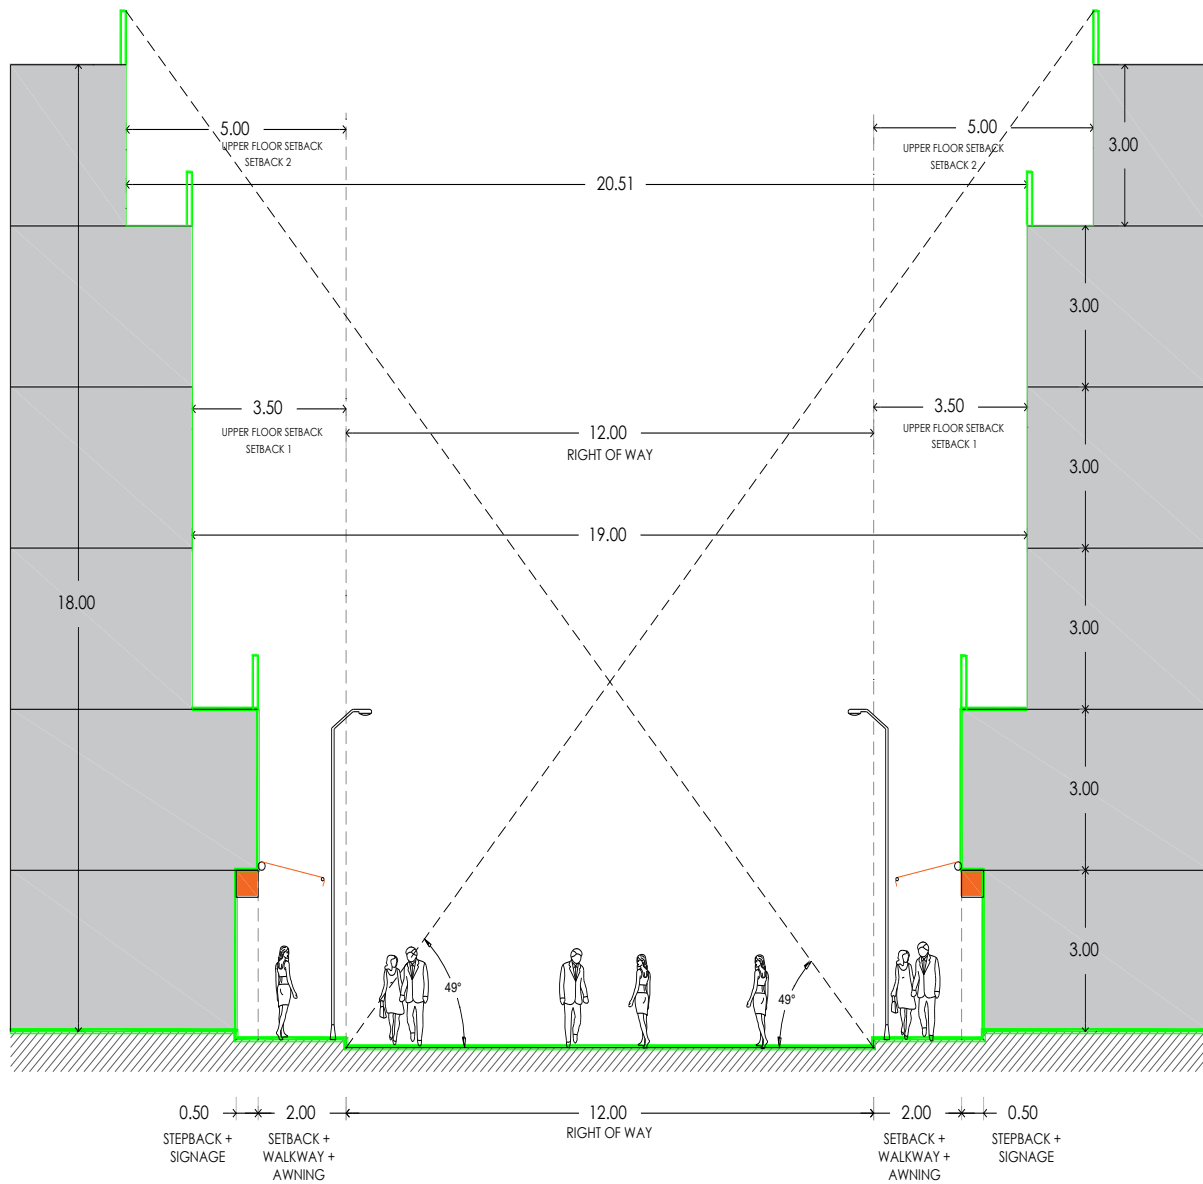 5.00
UPPER FLOOR SETBACK
SETBACK 2
5.00
UPPER FLOOR SETBACK
SETBACK 2
3.00
20.51
3.00
3.50
UPPER FLOOR SETBACK
SETBACK 1
12.00
RIGHT OF WAY
3.50
UPPER FLOOR SETBACK
SETBACK 1
3.00
19.00
18.00
3.00
3.00
3.00
49°
49°
0.50
STEPBACK +
SIGNAGE
2.00
SETBACK +
WALKWAY +
AWNING
12.00
RIGHT OF WAY
2.00
SETBACK +
WALKWAY +
AWNING
0.50
STEPBACK +
SIGNAGE